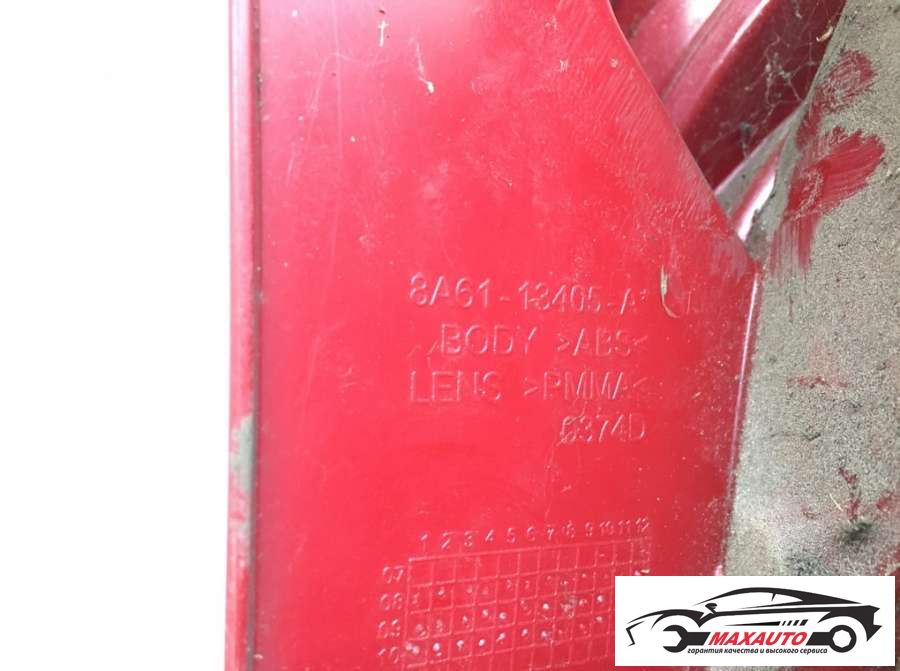 8A61-13405-A*
BODY >ABS<
LENS >PMMA<
6374D
1 2 3 4 5 6 7 8 9 10 11 12
07
08
09
10
MAXAUTO
гарантия качества и высокого сервиса